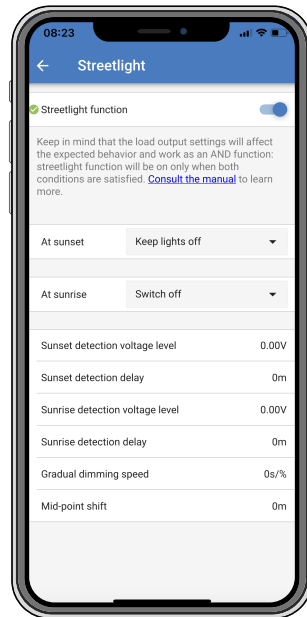 08:23
Streetlight
Streetlight function
Keep in mind that the load output settings will affect
the expected behavior and work as an AND function:
streetlight function will be on only when both
conditions are satisfied. Consult the manual to learn
more.
At sunset Keep lights off
At sunrise Switch off
Sunset detection voltage level 0.00V
Sunset detection delay 0m
Sunrise detection voltage level 0.00V
Sunrise detection delay 0m
Gradual dimming speed 0s/%
Mid-point shift 0m